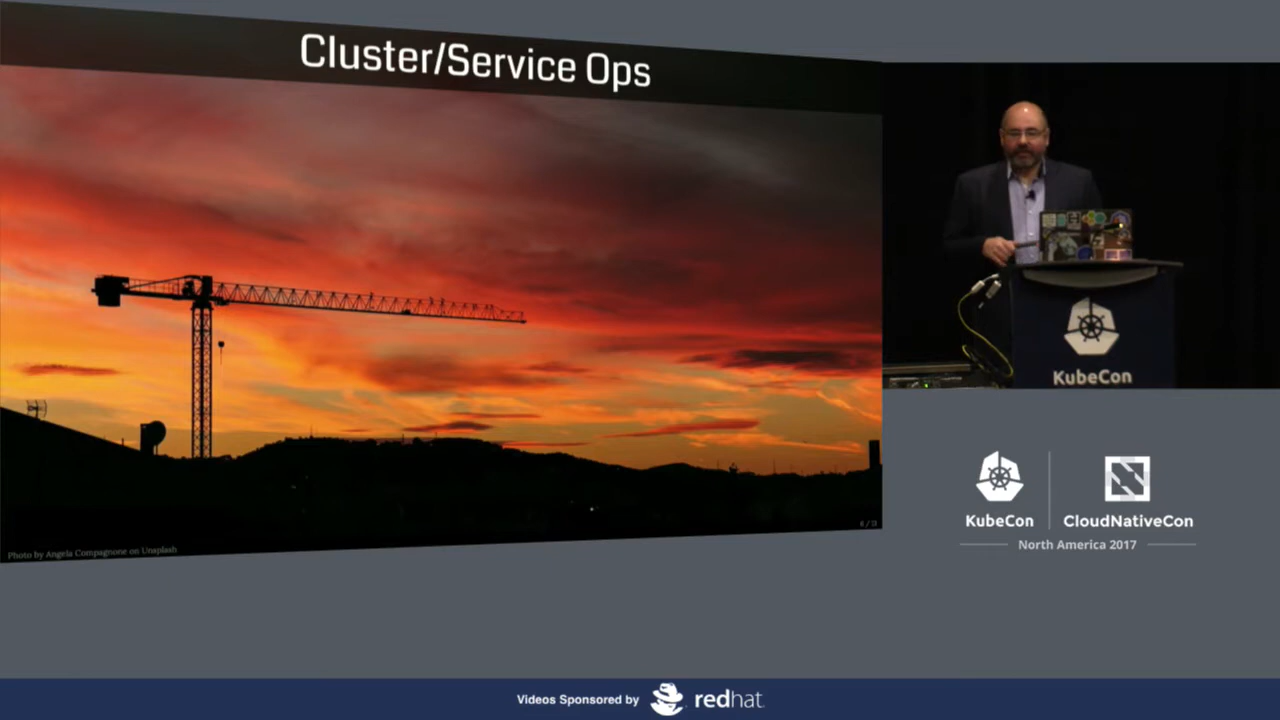 Cluster/Service Ops
Photo by Angela Compagnone on Unsplash
KubeCon
KubeCon
CloudNativeCon
North America 2017
Videos Sponsored by
redhat.